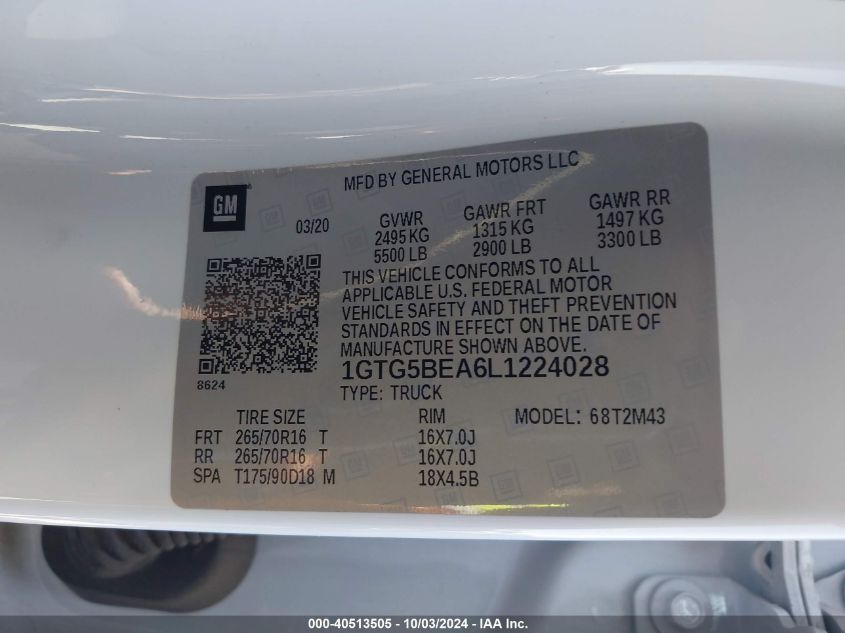 MFD BY GENERAL MOTORS LLC
GM
03/20
GVWR GAWR FRT GAWR RR
2495 KG 1315 KG 1497 KG
5500 LB 2900 LB 3300 LB
THIS VEHICLE CONFORMS TO ALL
APPLICABLE U.S. FEDERAL MOTOR
VEHICLE SAFETY AND THEFT PREVENTION
STANDARDS IN EFFECT ON THE DATE OF
MANUFACTURE SHOWN ABOVE.
8624
1GTG5BEA6L1224028
TYPE: TRUCK
TIRE SIZE RIM MODEL: 68T2M43
FRT 265/70R16 T 16X7.0J
RR 265/70R16 T 16X7.0J
SPA T175/90D18 M 18X4.5B
000-40513505 - 10/03/2024 - Copyright © 2024 IAA, LLC.